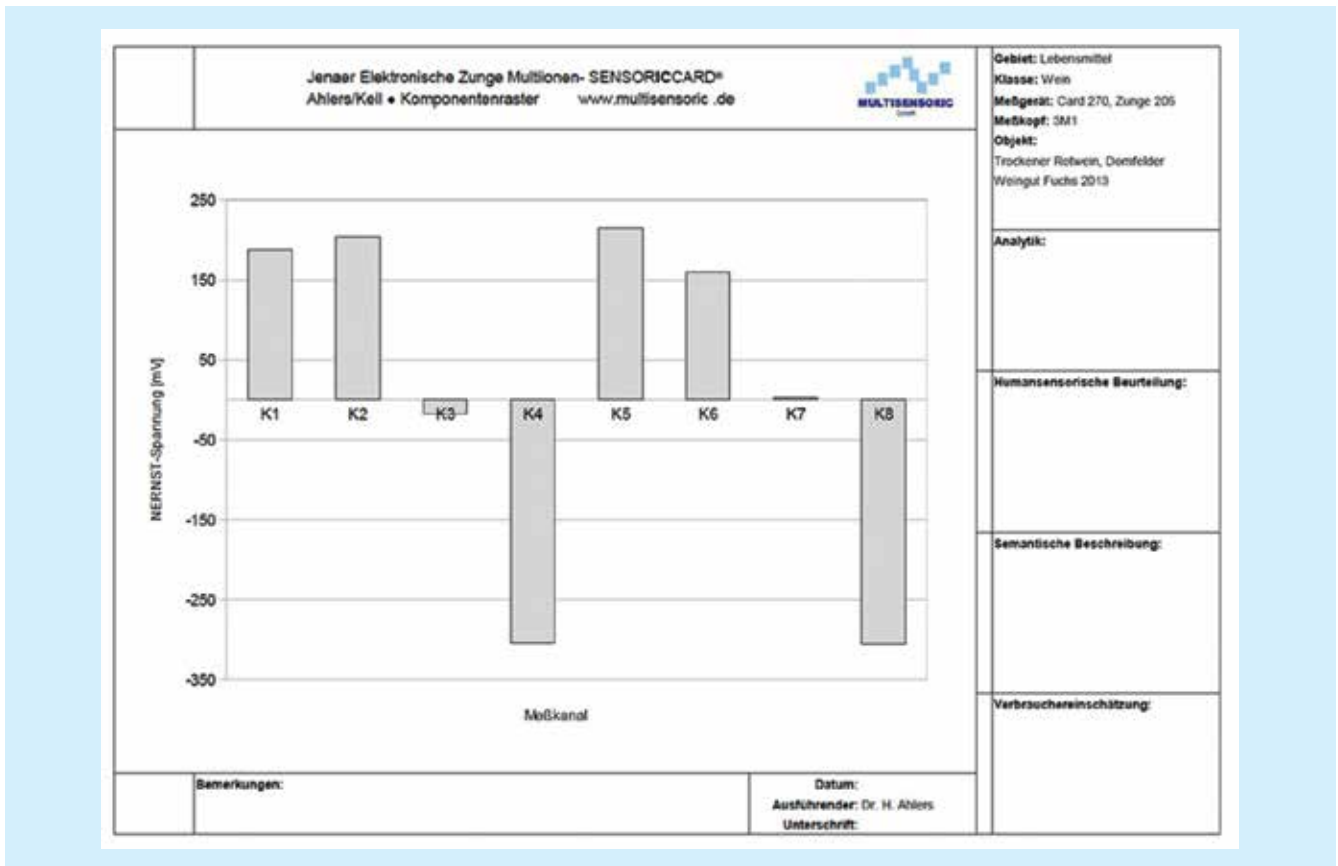 Jenaer Elektronische Zunge Multiionen- SENSORICCARD®
Ahlers/Keil • Komponentenraster www.multisensoric .de
MULTISENSORIC
GmbH
Gebiet: Lebensmittel
Klasse: Wein
Meßgerät: Card 270, Zunge 205
Meßkopf: SM1
Objekt:
Trockener Rotwein, Dornfelder
Weingut Fuchs 2013
Analytik:
Humansensorische Beurteilung:
Semantische Beschreibung:
Verbrauchereinschätzung:
NERNST-Spannung [mV]
250
150
50
-50
-150
-250
-350
K1 K2 K3 K4 K5 K6 K7 K8
Meßkanal
Bemerkungen:
Datum:
Ausführender: Dr. H. Ahlers
Unterschrift: